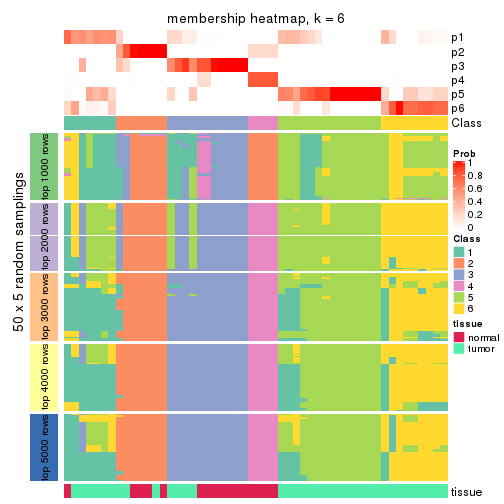 membership heatmap, k = 6
p1
p2
p3
p4
p5
p6
Class
50 x 5 random samplings
top 1000 rows
top 2000 rows
top 3000 rows
top 4000 rows
top 5000 rows
tissue
Prob
1
0.8
0.6
0.4
0.2
0
Class
1
2
3
4
5
6
tissue
normal
tumor